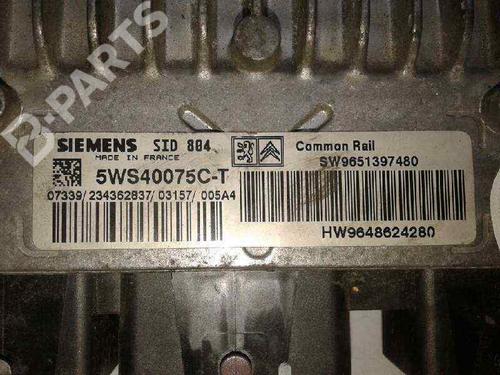 B-PARTS
SIEMENS SID 804
MADE IN FRANCE
5WS40075C-T
07339/234362837/03157/005A4
Common Rail
SW9651397480
HW9648624280